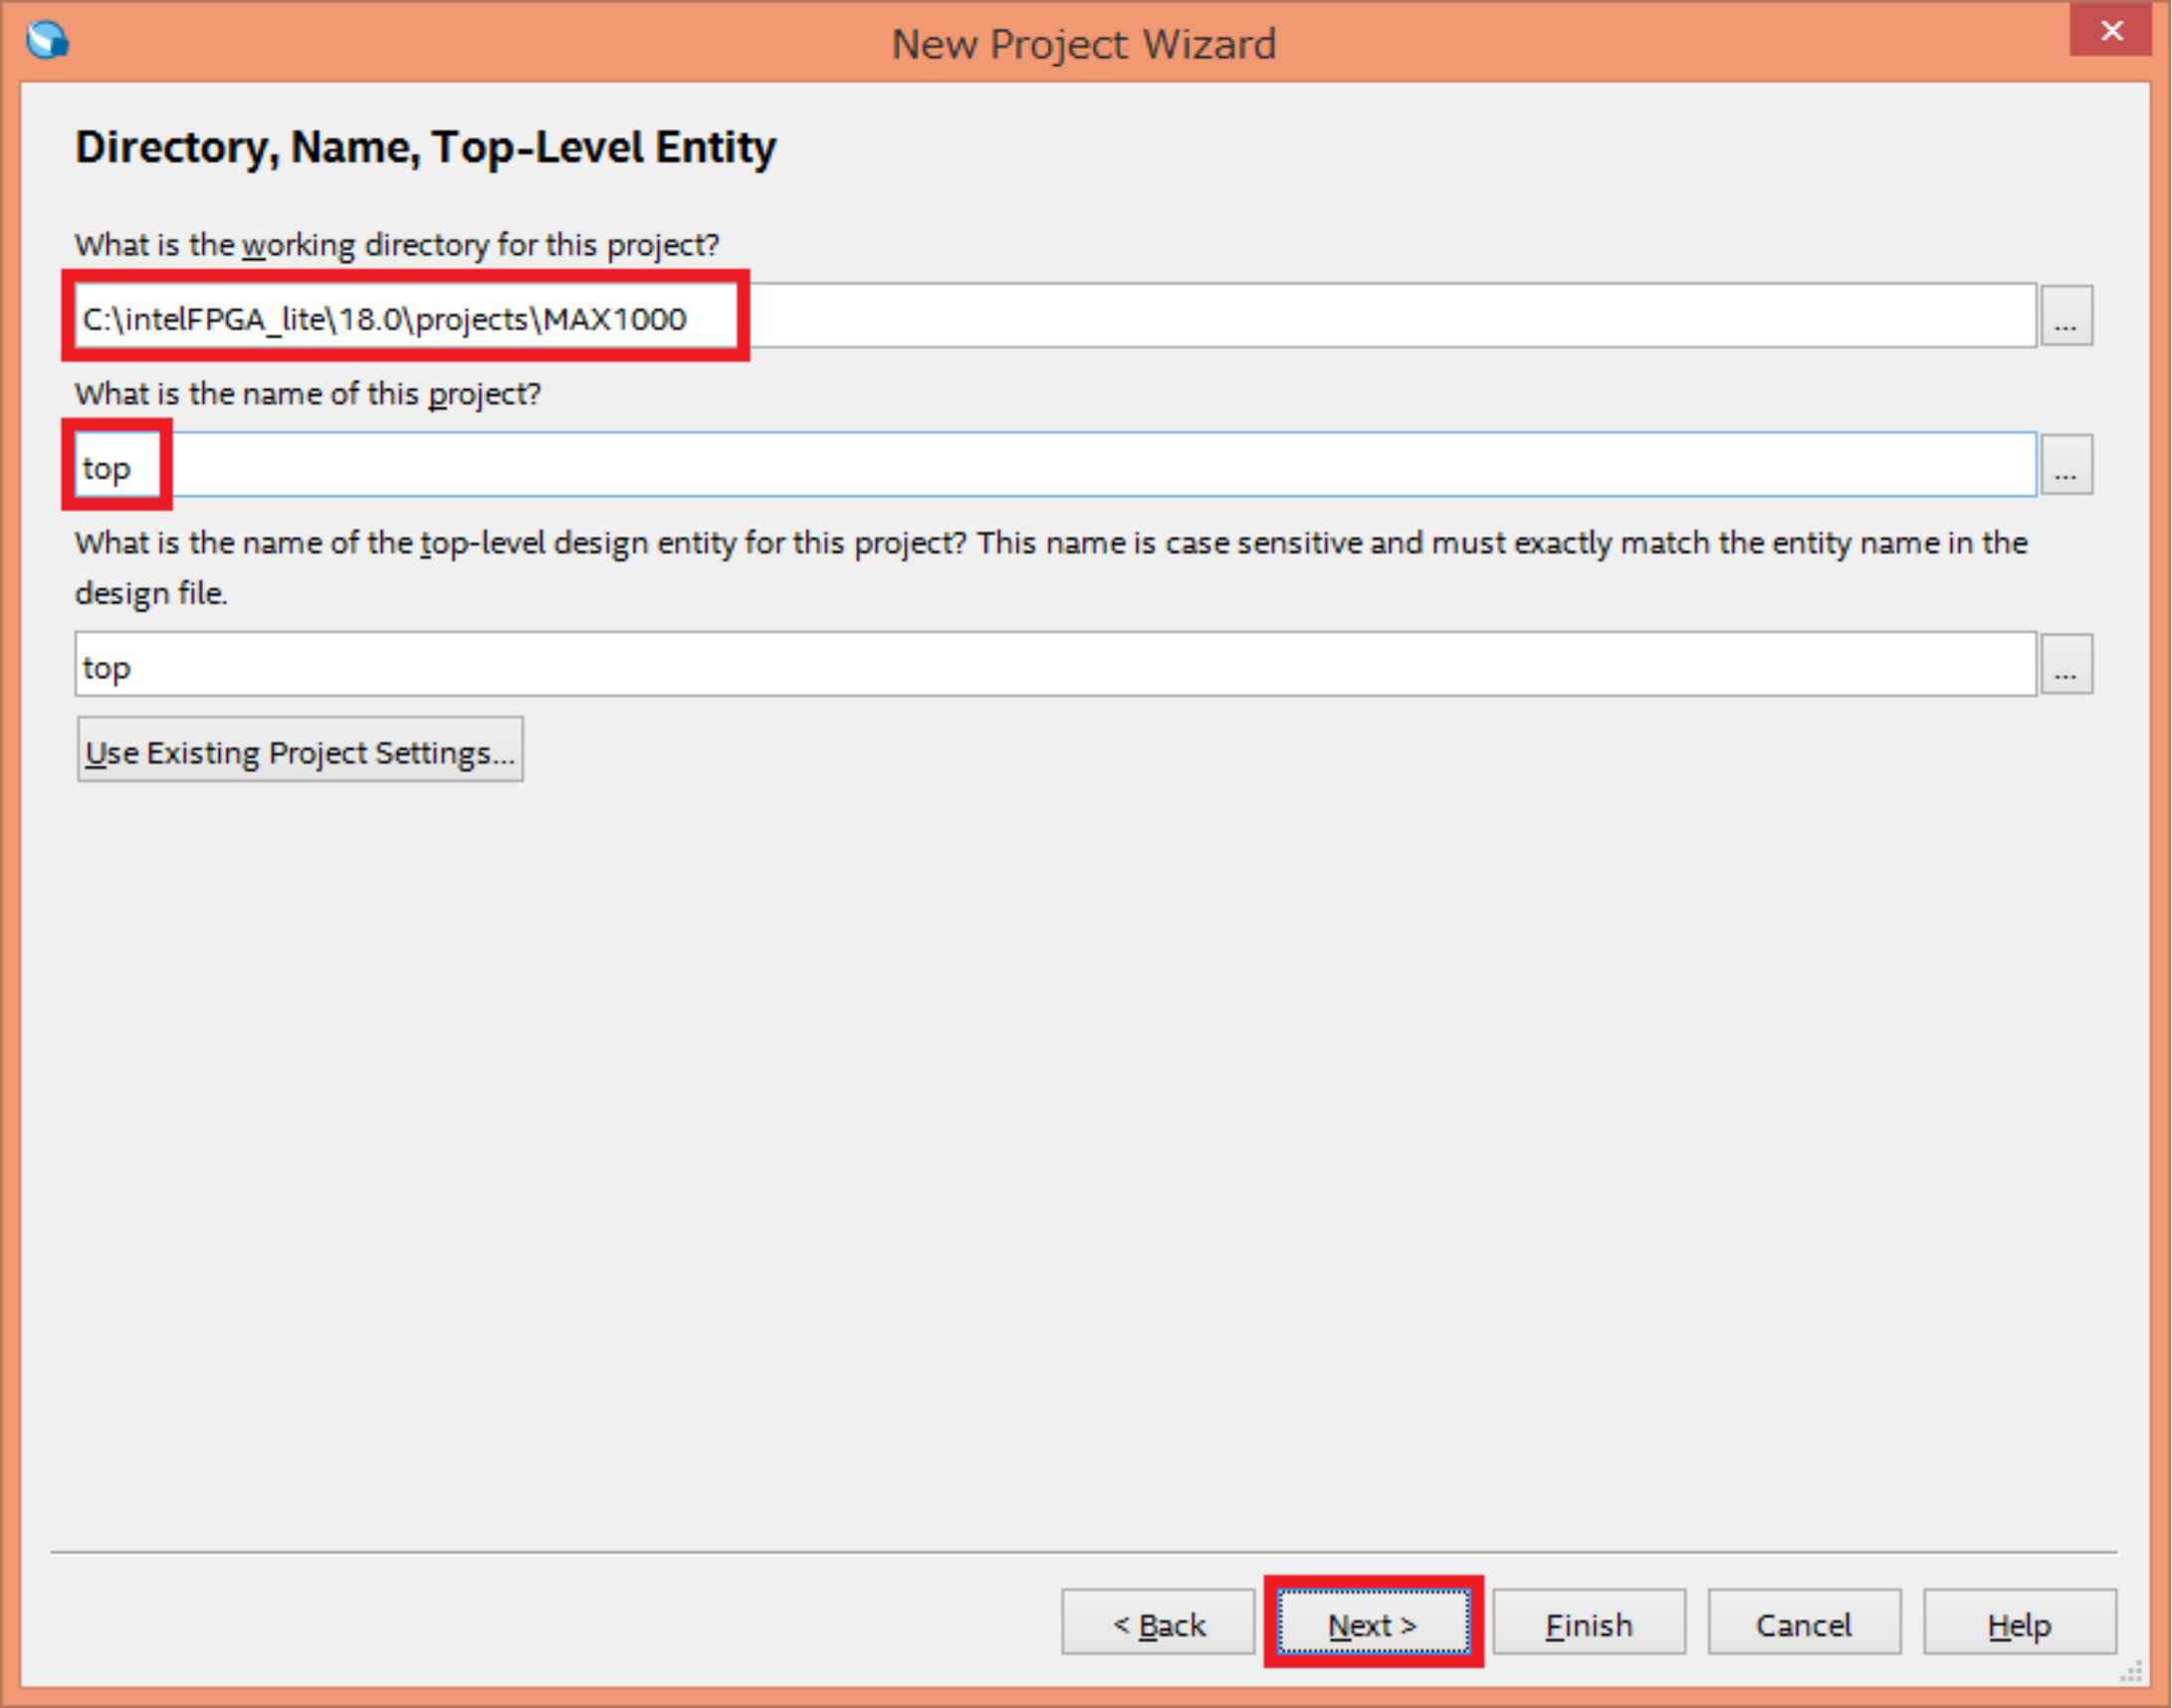 New Project Wizard
Directory, Name, Top-Level Entity
What is the working directory for this project?
C:\intelFPGA_lite\18.0\projects\MAX1000
...
What is the name of this project?
top
...
What is the name of the top-level design entity for this project? This name is case sensitive and must exactly match the entity name in the
design file.
top
...
Use Existing Project Settings...
< Back
Next >
Finish
Cancel
Help